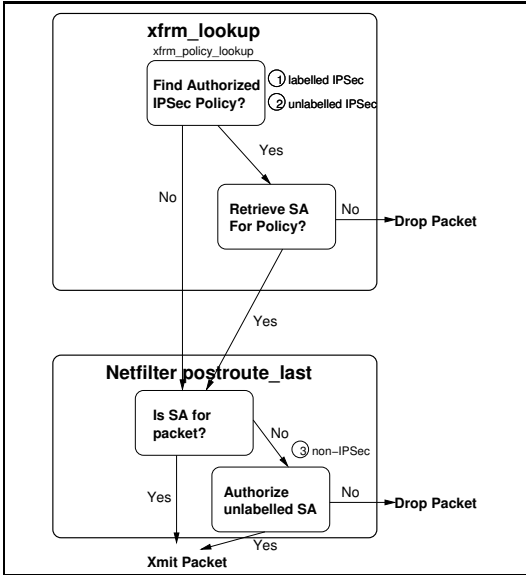 xfrm_lookup
xfrm_policy_lookup
Find Authorized
IPSec Policy?
1 labelled IPSec
2 unlabelled IPSec
Yes
No
Retrieve SA
For Policy?
No
Drop Packet
Yes
Netfilter postroute_last
Is SA for
packet?
No
3 non-IPSec
Yes
Authorize
unlabelled SA
No
Drop Packet
Yes
Xmit Packet